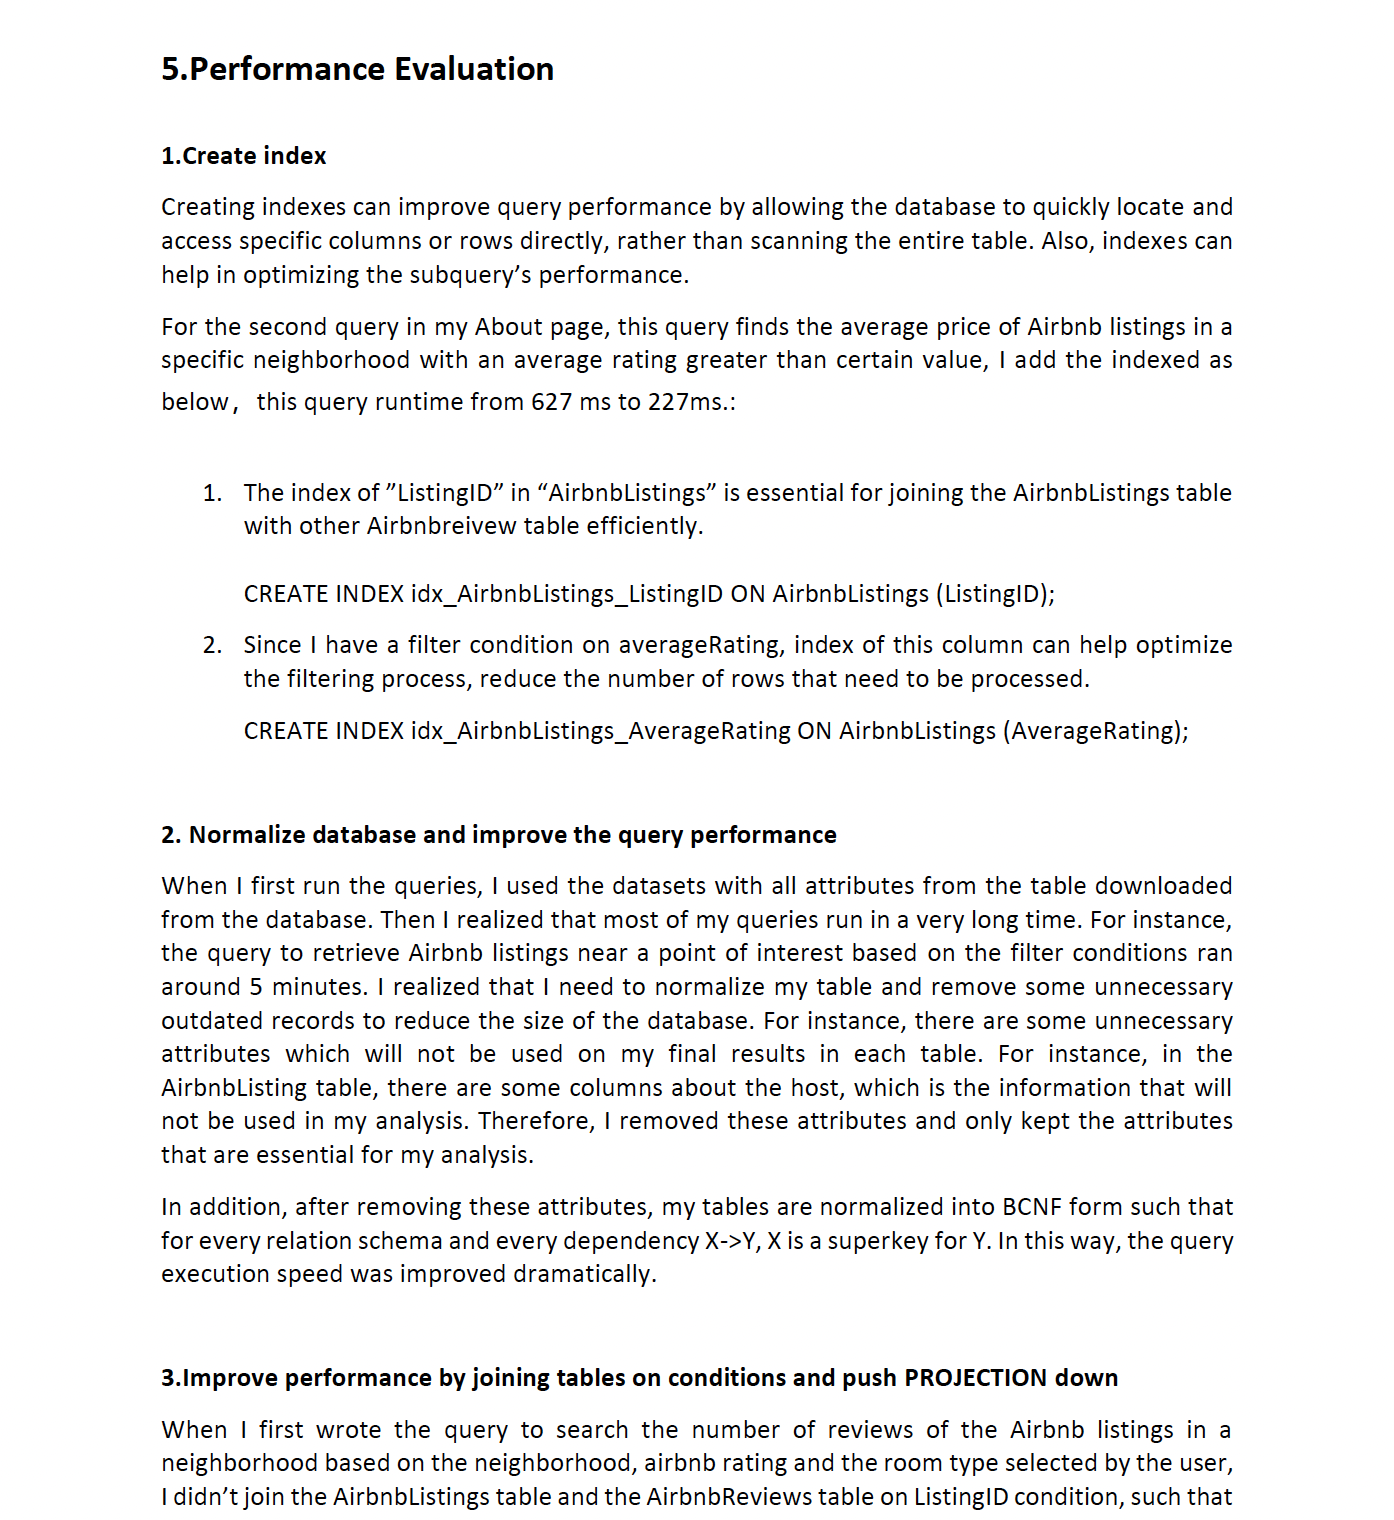 5.Performance Evaluation
1.Create index
Creating indexes can improve query performance by allowing the database to quickly locate and
access specific columns or rows directly, rather than scanning the entire table. Also, indexes can
help in optimizing the subquery’s performance.
For the second query in my About page, this query finds the average price of Airbnb listings in a
specific neighborhood with an average rating greater than certain value, I add the indexed as
below，this query runtime from 627 ms to 227ms.:
1. The index of ”ListingID” in “AirbnbListings” is essential for joining the AirbnbListings table
with other Airbnbreivew table efficiently.
CREATE INDEX idx_AirbnbListings_ListingID ON AirbnbListings (ListingID);
2. Since I have a filter condition on averageRating, index of this column can help optimize
the filtering process, reduce the number of rows that need to be processed.
CREATE INDEX idx_AirbnbListings_AverageRating ON AirbnbListings (AverageRating);
2. Normalize database and improve the query performance
When I first run the queries, I used the datasets with all attributes from the table downloaded
from the database. Then I realized that most of my queries run in a very long time. For instance,
the query to retrieve Airbnb listings near a point of interest based on the filter conditions ran
around 5 minutes. I realized that I need to normalize my table and remove some unnecessary
outdated records to reduce the size of the database. For instance, there are some unnecessary
attributes which will not be used on my final results in each table. For instance, in the
AirbnbListing table, there are some columns about the host, which is the information that will
not be used in my analysis. Therefore, I removed these attributes and only kept the attributes
that are essential for my analysis.
In addition, after removing these attributes, my tables are normalized into BCNF form such that
for every relation schema and every dependency X->Y, X is a superkey for Y. In this way, the query
execution speed was improved dramatically.
3.Improve performance by joining tables on conditions and push PROJECTION down
When I first wrote the query to search the number of reviews of the Airbnb listings in a
neighborhood based on the neighborhood, airbnb rating and the room type selected by the user,
I didn’t join the AirbnbListings table and the AirbnbReviews table on ListingID condition, such that